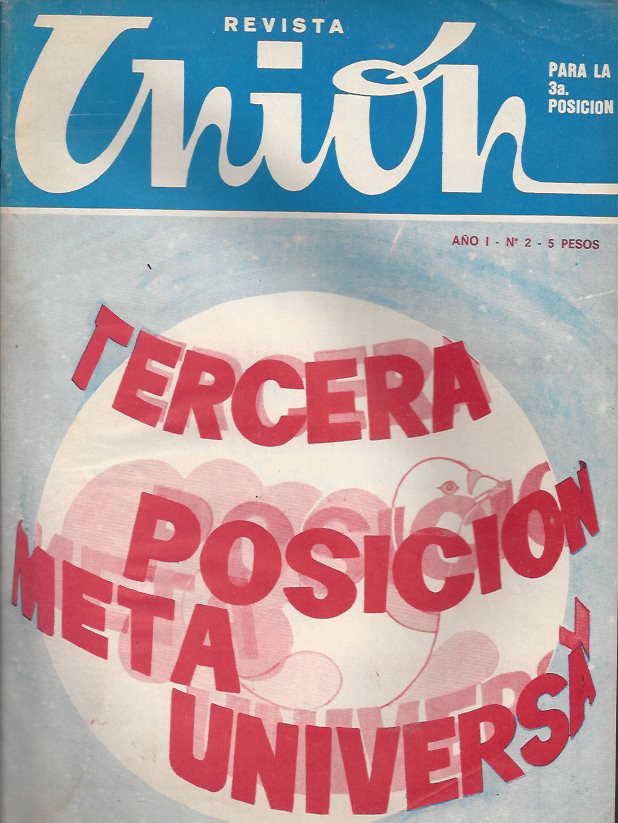 REVISTA
Unión
PARA LA
3a.
POSICION
AÑO I - Nº 2 - 5 PESOS
TERCERA
POSICION
META
UNIVERSAL